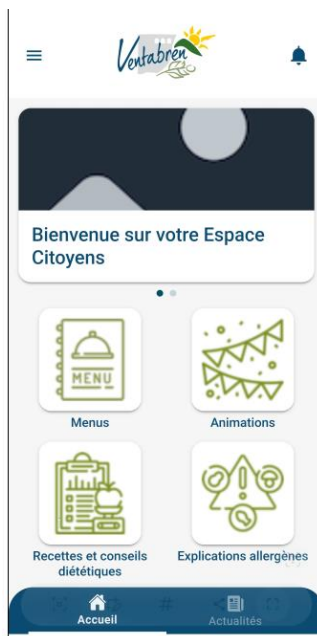 Ventabren
Bienvenue sur votre Espace
Citoyens
MENU
Menus
Animations
Recettes et conseils
diététiques
Explications allergènes
Accueil
#
Actualités